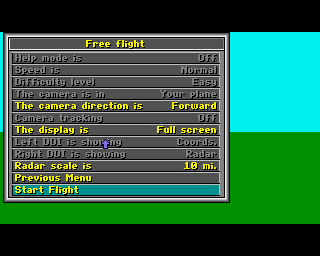 Free flight
Help mode is Off
Speed is Normal
Difficulty level Easy
The camera is in Your plane
The camera direction is Forward
Camera tracking Off
The display is Full screen
Left DDI is showing Coords.
Right DDI is showing Radar
Radar scale is 10 mi.
Previous Menu
Start Flight